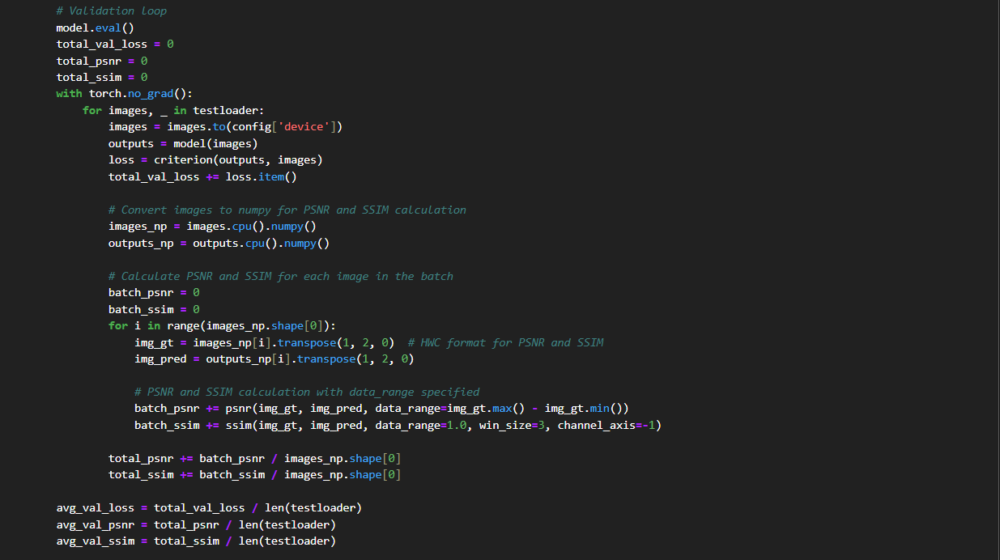 # Validation loop
model.eval()
total_val_loss = 0
total_psnr = 0
total_ssim = 0
with torch.no_grad():
    for images, _ in testloader:
        images = images.to(config['device'])
        outputs = model(images)
        loss = criterion(outputs, images)
        total_val_loss += loss.item()

        # Convert images to numpy for PSNR and SSIM calculation
        images_np = images.cpu().numpy()
        outputs_np = outputs.cpu().numpy()

        # Calculate PSNR and SSIM for each image in the batch
        batch_psnr = 0
        batch_ssim = 0
        for i in range(images_np.shape[0]):
            img_gt = images_np[i].transpose(1, 2, 0)  # HWC format for PSNR and SSIM
            img_pred = outputs_np[i].transpose(1, 2, 0)

            # PSNR and SSIM calculation with data_range specified
            batch_psnr += psnr(img_gt, img_pred, data_range=img_gt.max() - img_gt.min())
            batch_ssim += ssim(img_gt, img_pred, data_range=1.0, win_size=3, channel_axis=-1)

        total_psnr += batch_psnr / images_np.shape[0]
        total_ssim += batch_ssim / images_np.shape[0]

avg_val_loss = total_val_loss / len(testloader)
avg_val_psnr = total_psnr / len(testloader)
avg_val_ssim = total_ssim / len(testloader)